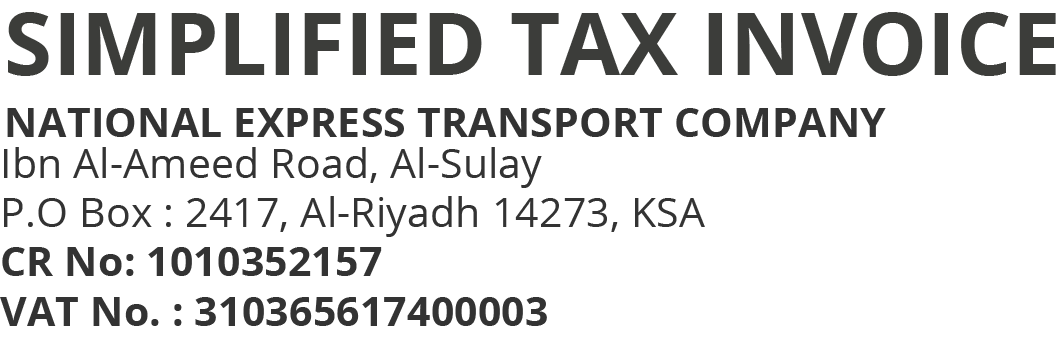 SIMPLIFIED TAX INVOICE
NATIONAL EXPRESS TRANSPORT COMPANY
Ibn Al-Ameed Road, Al-Sulay
P.O Box : 2417, Al-Riyadh 14273, KSA
CR No: 1010352157
VAT No. : 310365617400003